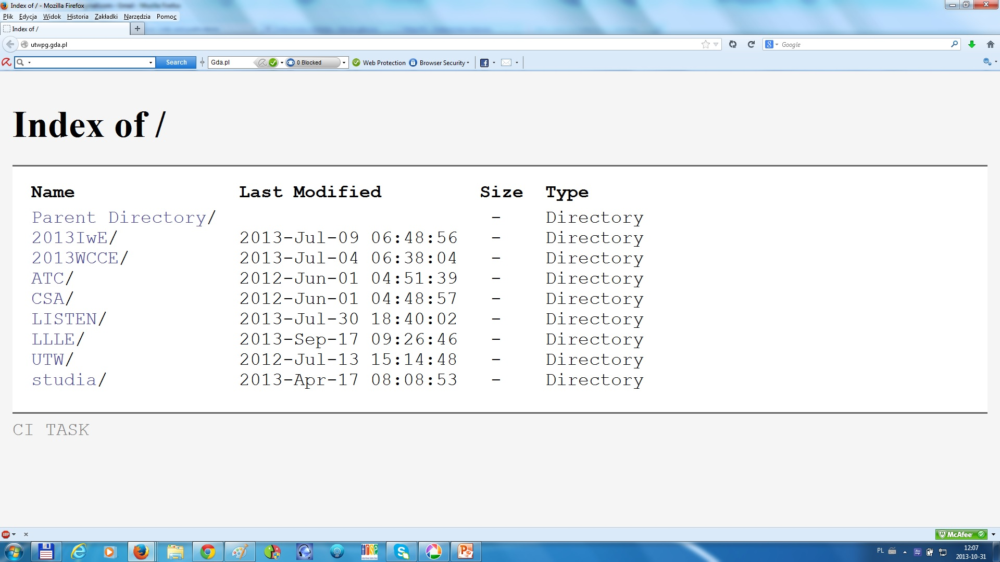 Index of / - Mozilla Firefox
Plik Edycja Widok Historia Zakładki Narzędzia Pomoc
Index of /
utwpg.gda.pl
Google
Search
Gda.pl
0 Blocked
Web Protection
Browser Security
Index of /
Name Last Modified Size Type
Parent Directory/ - Directory
2013IwE/ 2013-Jul-09 06:48:56 - Directory
2013WCCE/ 2013-Jul-04 06:38:04 - Directory
ATC/ 2012-Jun-01 04:51:39 - Directory
CSA/ 2012-Jun-01 04:48:57 - Directory
LISTEN/ 2013-Jul-30 18:40:02 - Directory
LLLE/ 2013-Sep-17 09:26:46 - Directory
UTW/ 2012-Jul-13 15:14:48 - Directory
studia/ 2013-Apr-17 08:08:53 - Directory
CI TASK
ABP
McAfee
PL
12:07
2013-10-31